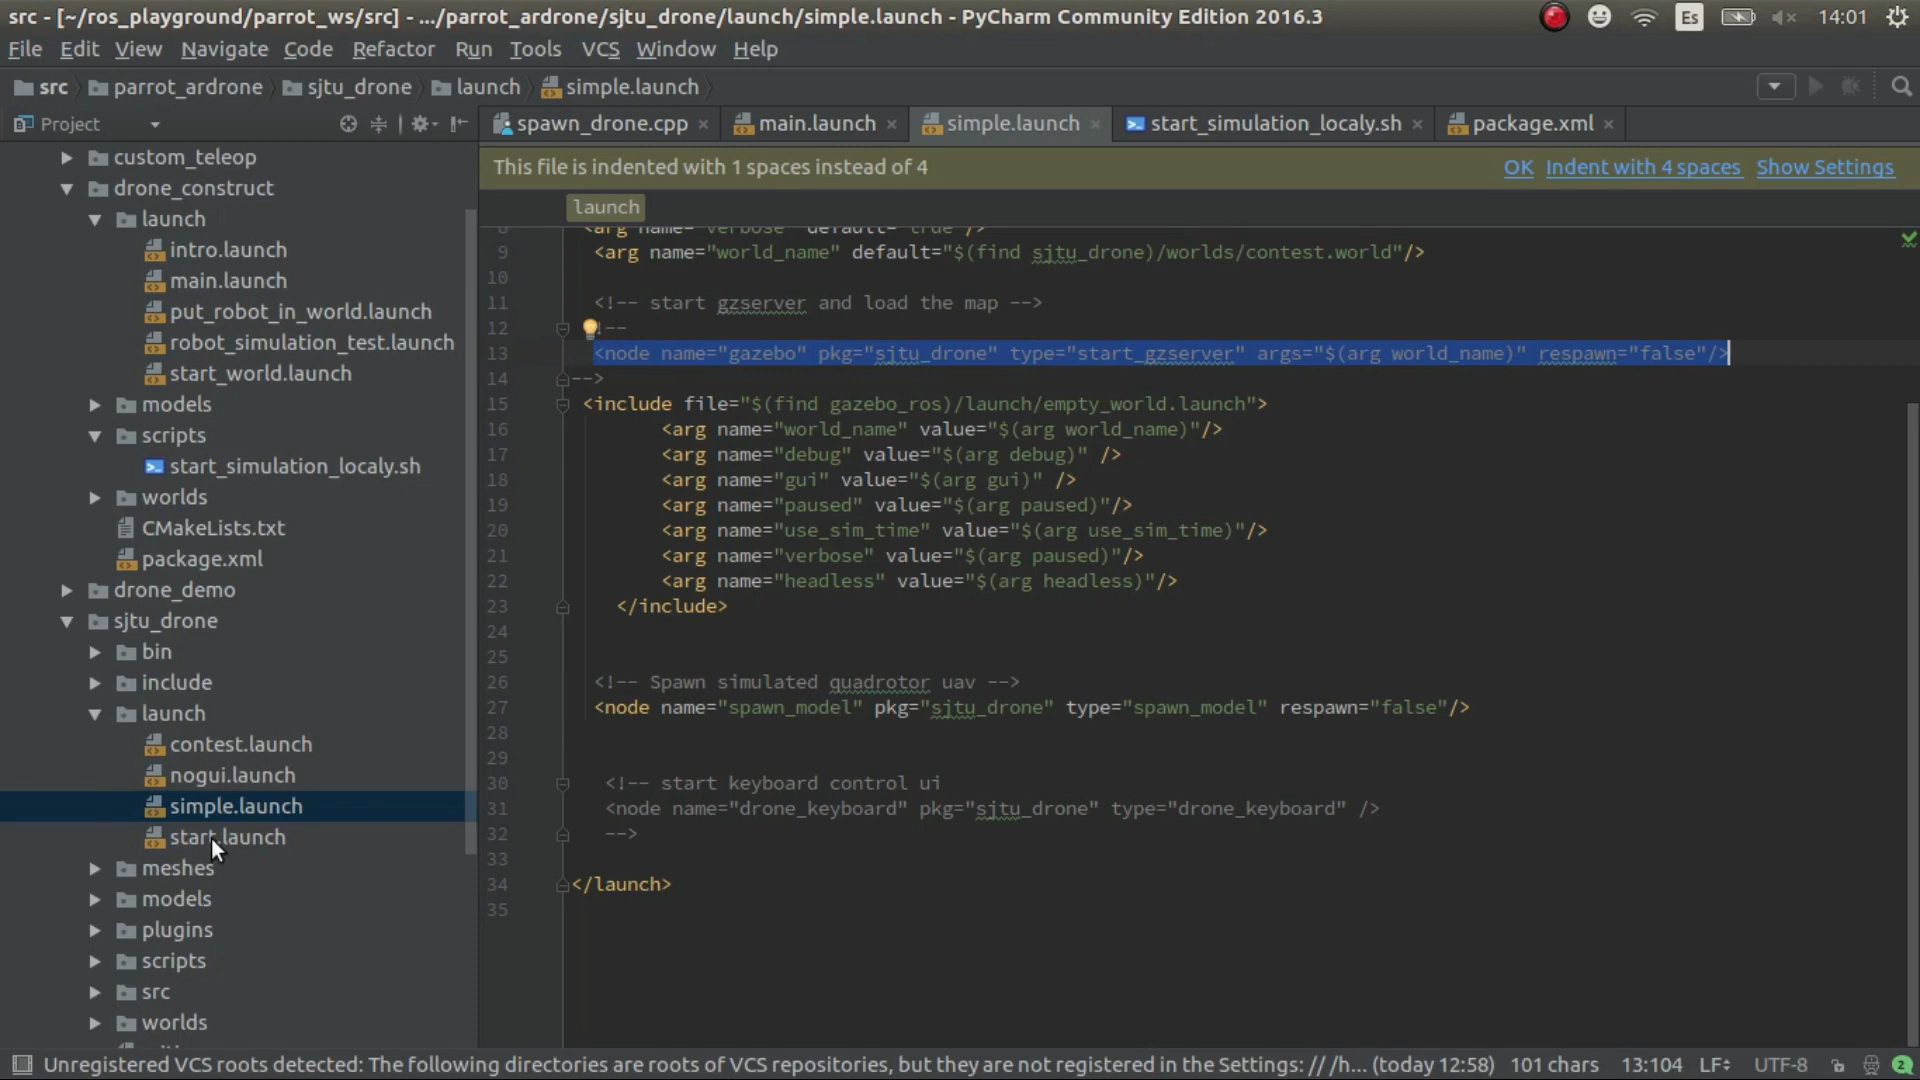 src - [~/ros_playground/parrot_ws/src] - .../parrot_ardrone/sjtu_drone/launch/simple.launch - PyCharm Community Edition 2016.3
Es
14:01
File Edit View Navigate Code Refactor Run Tools VCS Window Help
src parrot_ardrone sjtu_drone launch simple.launch
Project
spawn_drone.cpp main.launch simple.launch start_simulation_localy.sh package.xml
This file is indented with 1 spaces instead of 4
OK Indent with 4 spaces Show Settings
launch
custom_teleop
drone_construct
launch
intro.launch
main.launch
put_robot_in_world.launch
robot_simulation_test.launch
start_world.launch
models
scripts
start_simulation_localy.sh
worlds
CMakeLists.txt
package.xml
drone_demo
sjtu_drone
bin
include
launch
contest.launch
nogui.launch
simple.launch
start.launch
meshes
models
plugins
scripts
src
worlds
8 <arg name="verbose" default="true"/>
9 <arg name="world_name" default="$(find sjtu_drone)/worlds/contest.world"/>
10
11 <!-- start gzserver and load the map -->
12 !--
13 <node name="gazebo" pkg="sjtu_drone" type="start_gzserver" args="$(arg world_name)" respawn="false"/>
14 -->
15 <include file="$(find gazebo_ros)/launch/empty_world.launch">
16 <arg name="world_name" value="$(arg world_name)"/>
17 <arg name="debug" value="$(arg debug)" />
18 <arg name="gui" value="$(arg gui)" />
19 <arg name="paused" value="$(arg paused)"/>
20 <arg name="use_sim_time" value="$(arg use_sim_time)"/>
21 <arg name="verbose" value="$(arg paused)"/>
22 <arg name="headless" value="$(arg headless)"/>
23 </include>
24
25
26 <!-- Spawn simulated quadrotor uav -->
27 <node name="spawn_model" pkg="sjtu_drone" type="spawn_model" respawn="false"/>
28
29
30 <!-- start keyboard control ui
31 <node name="drone_keyboard" pkg="sjtu_drone" type="drone_keyboard" />
32 -->
33
34 </launch>
35
Unregistered VCS roots detected: The following directories are roots of VCS repositories, but they are not registered in the Settings: // /h... (today 12:58) 101 chars 13:104 LF UTF-8 2